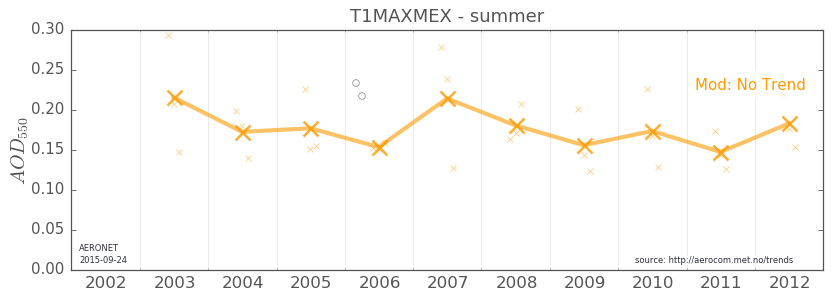 T1MAXMEX - summer
0.30
0.25
0.20
0.15
0.10
0.05
0.00
AOD550
Mod: No Trend
AERONET
2015-09-24
source: http://aerocom.met.no/trends
2002 2003 2004 2005 2006 2007 2008 2009 2010 2011 2012